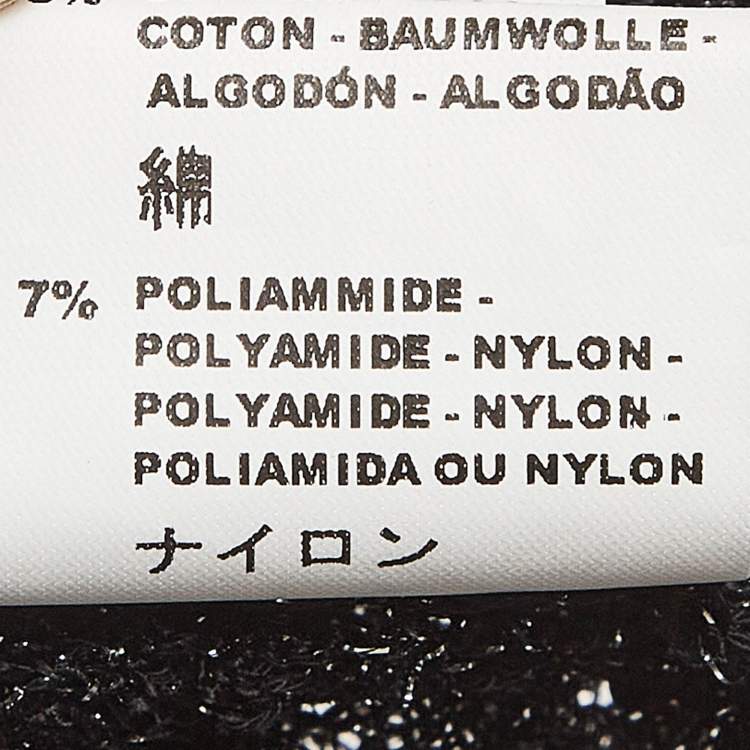 COTON - BAUMWOLLE -
ALGODÓN - ALGODÃO
綿
7% POLIAMMIDE -
POLYAMIDE - NYLON -
POLYAMIDE - NYLON -
POLIAMIDA OU NYLON
ナイロン